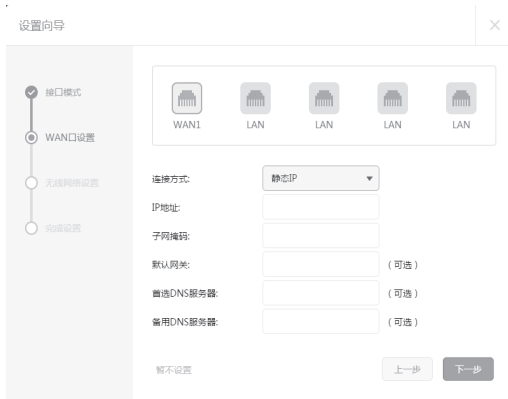 设置向导
接口模式
WAN口设置
无线网络设置
完成设置
WAN1 LAN LAN LAN LAN
连接方式: 静态IP
IP地址:
子网掩码:
默认网关: (可选)
首选DNS服务器: (可选)
备用DNS服务器: (可选)
暂不设置 上一步 下一步